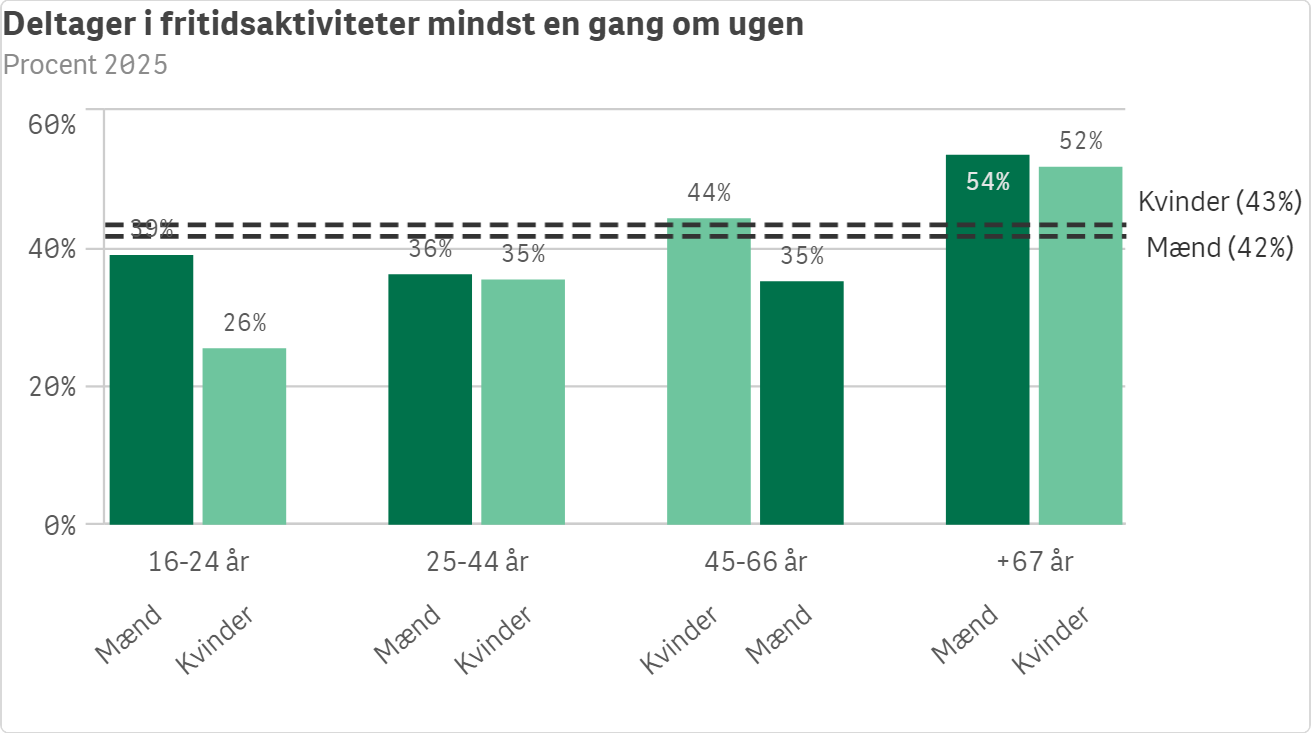 Deltager i fritidsaktiviteter mindst en gang om ugen
Procent 2025
60%
40%
20%
0%
39%
26%
36%
35%
44%
35%
54%
52%
Kvinder (43%)
Mænd (42%)
16-24 år
25-44 år
45-66 år
+67 år
Mænd
Kvinder
Mænd
Kvinder
Kvinder
Mænd
Mænd
Kvinder